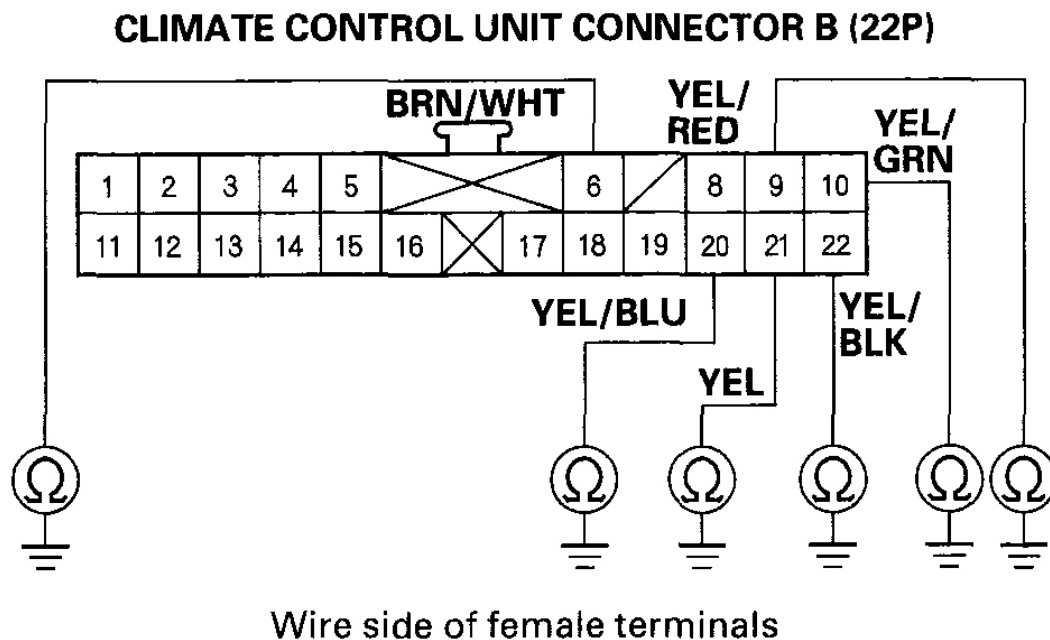 CLIMATE CONTROL UNIT CONNECTOR B (22P)
BRN/WHT
YEL/
RED
YEL/
GRN
1 2 3 4 5 6 8 9 10
11 12 13 14 15 16 17 18 19 20 21 22
YEL/BLU
YEL/
BLK
YEL
Ω Ω Ω Ω Ω Ω
Wire side of female terminals